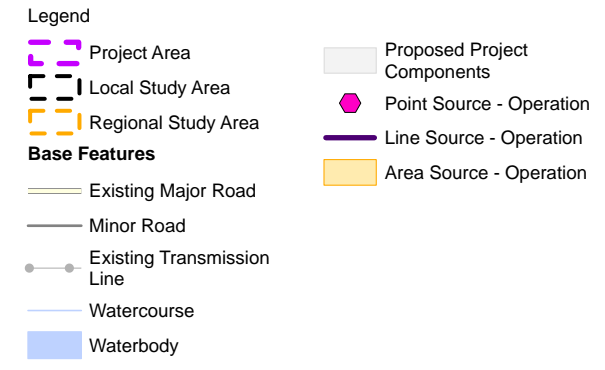 Legend
Project Area
Local Study Area
Regional Study Area
Base Features
Existing Major Road
Minor Road
Existing Transmission
Line
Watercourse
Waterbody
Proposed Project
Components
Point Source - Operation
Line Source - Operation
Area Source - Operation